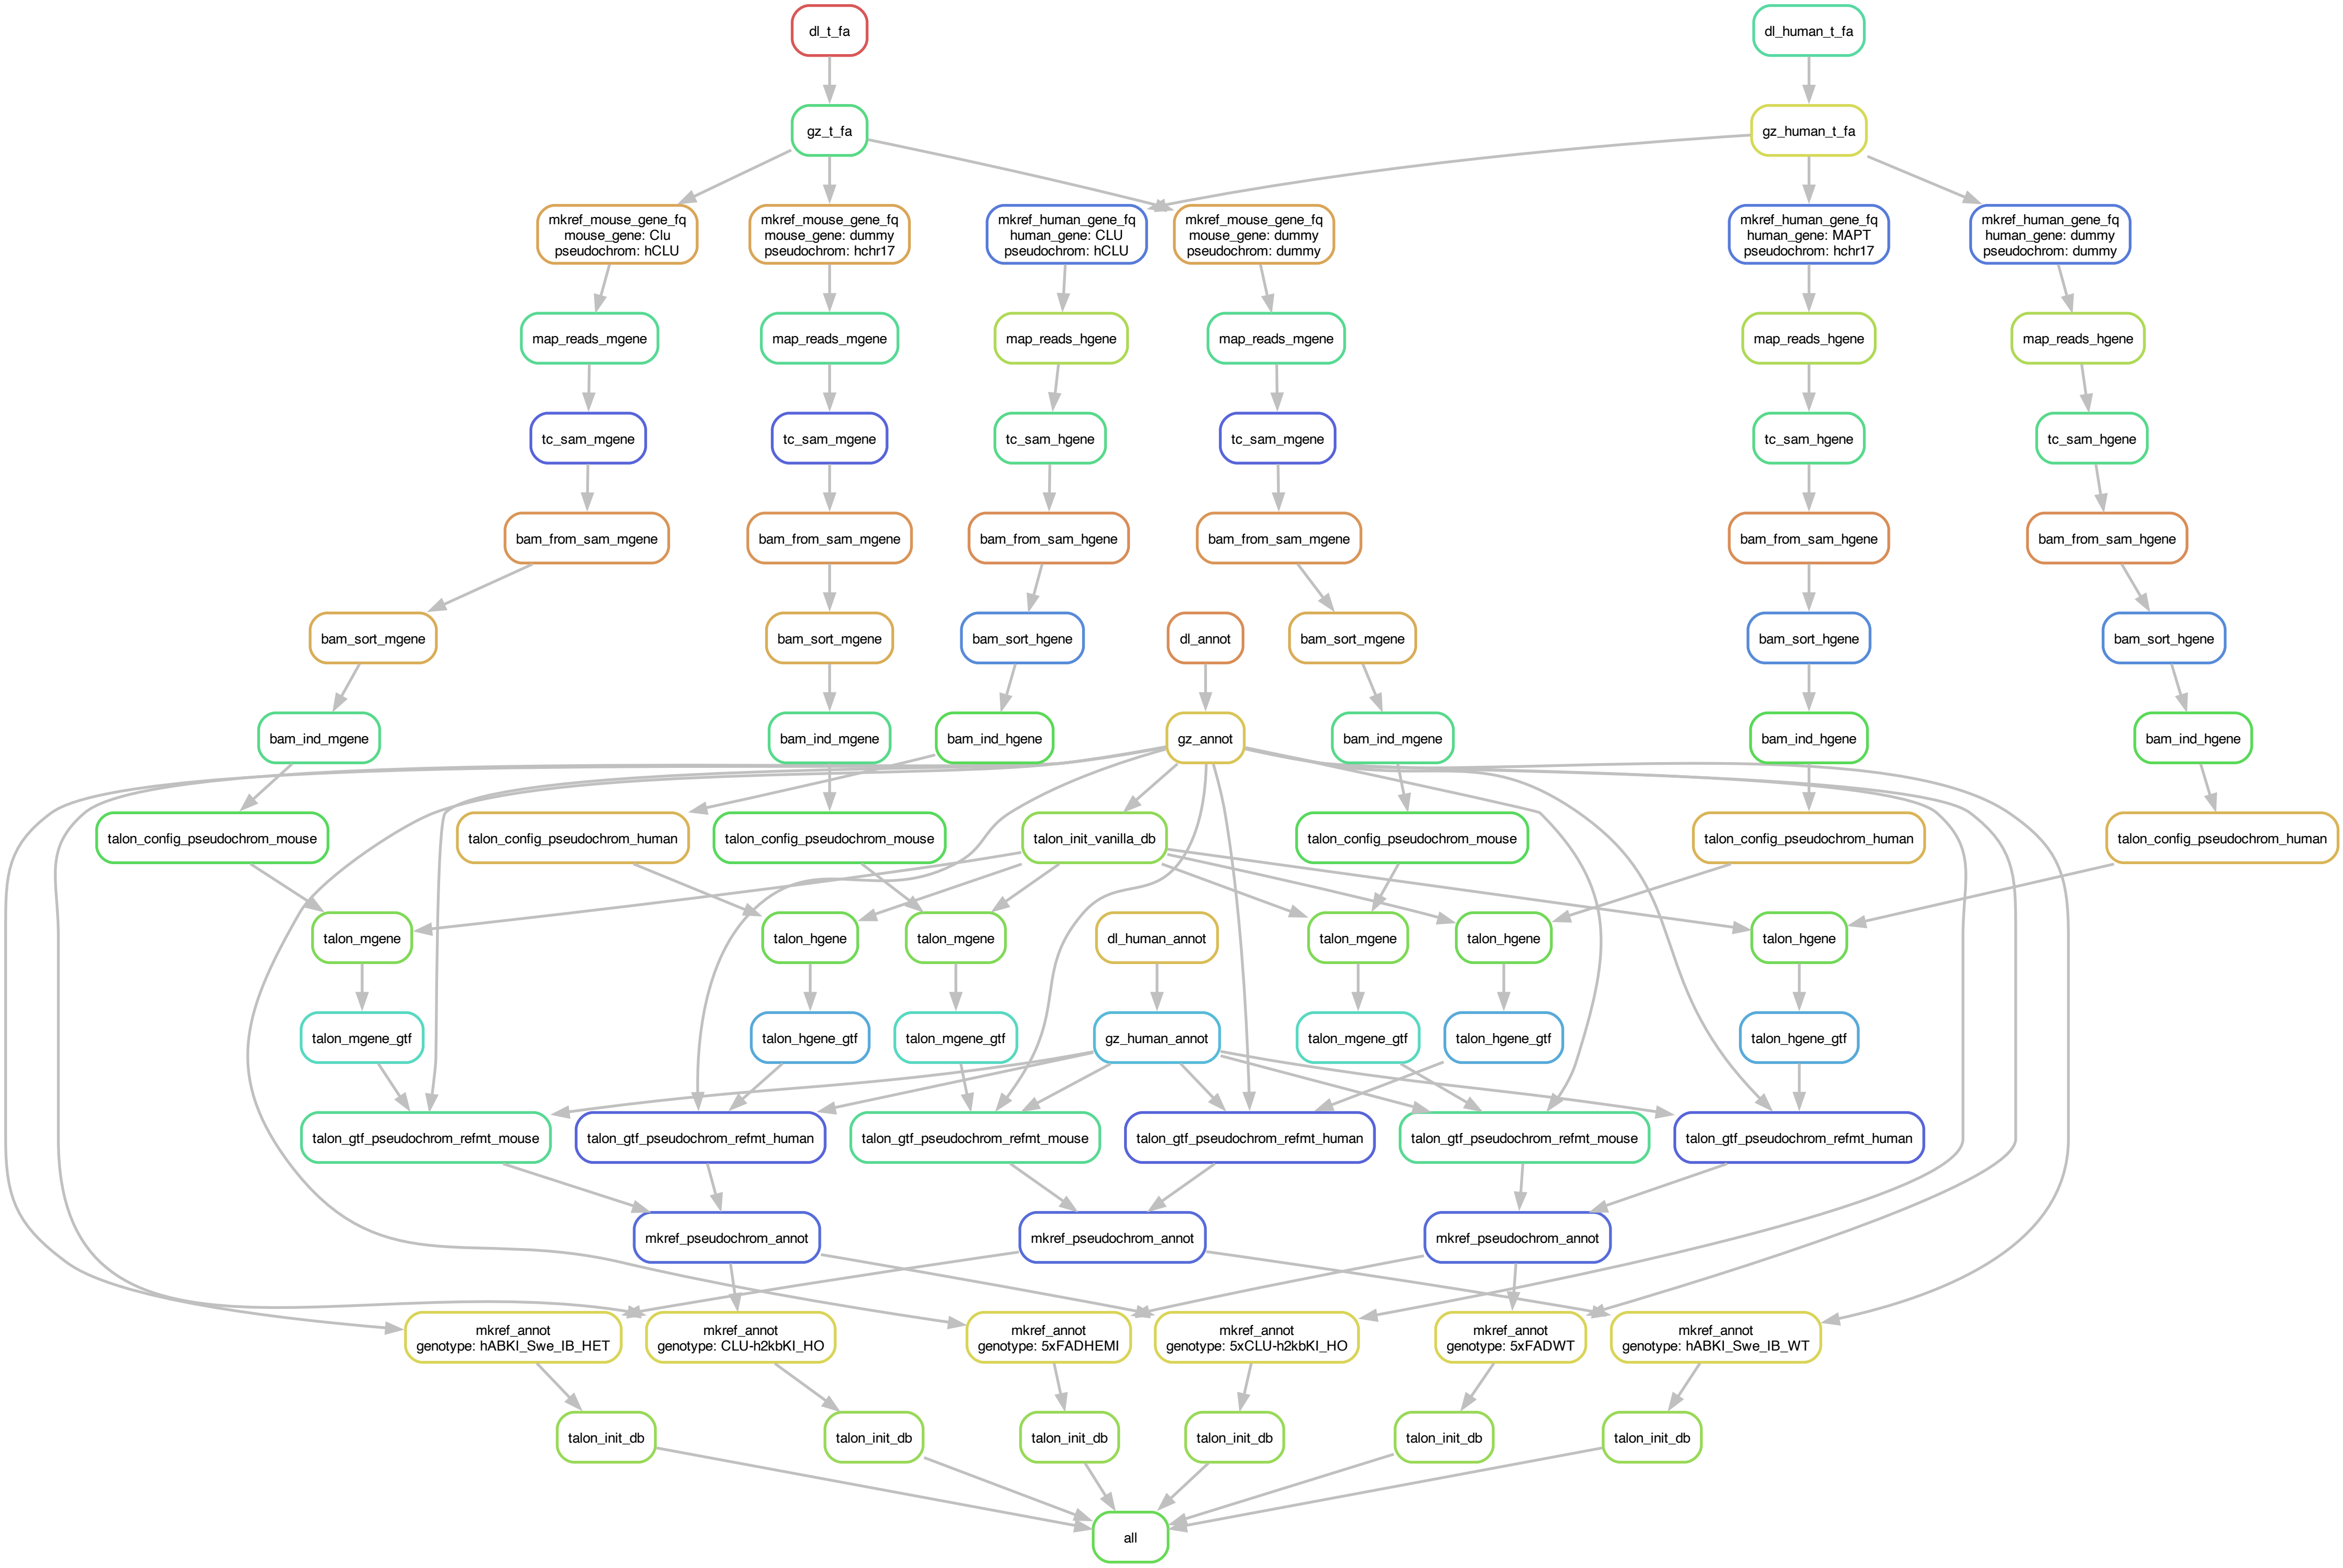 dl_t_fa
dl_human_t_fa
gz_t_fa
gz_human_t_fa
mkref_mouse_gene_fq
mouse_gene: Clu
pseudochrom: hCLU
mkref_mouse_gene_fq
mouse_gene: dummy
pseudochrom: hchr17
mkref_human_gene_fq
human_gene: CLU
pseudochrom: hCLU
mkref_mouse_gene_fq
mouse_gene: dummy
pseudochrom: dummy
mkref_human_gene_fq
human_gene: MAPT
pseudochrom: hchr17
mkref_human_gene_fq
human_gene: dummy
pseudochrom: dummy
map_reads_mgene
map_reads_mgene
map_reads_hgene
map_reads_mgene
map_reads_hgene
map_reads_hgene
tc_sam_mgene
tc_sam_mgene
tc_sam_hgene
tc_sam_mgene
tc_sam_hgene
tc_sam_hgene
bam_from_sam_mgene
bam_from_sam_mgene
bam_from_sam_hgene
bam_from_sam_mgene
bam_from_sam_hgene
bam_from_sam_hgene
bam_sort_mgene
bam_sort_mgene
bam_sort_hgene
dl_annot
bam_sort_mgene
bam_sort_hgene
bam_sort_hgene
bam_ind_mgene
bam_ind_mgene
bam_ind_hgene
gz_annot
bam_ind_mgene
bam_ind_hgene
bam_ind_hgene
talon_config_pseudochrom_mouse
talon_config_pseudochrom_human
talon_config_pseudochrom_mouse
talon_init_vanilla_db
talon_config_pseudochrom_mouse
talon_config_pseudochrom_human
talon_config_pseudochrom_human
talon_mgene
talon_hgene
talon_mgene
dl_human_annot
talon_mgene
talon_hgene
talon_hgene
talon_mgene_gtf
talon_hgene_gtf
talon_mgene_gtf
gz_human_annot
talon_mgene_gtf
talon_hgene_gtf
talon_hgene_gtf
talon_gtf_pseudochrom_refmt_mouse
talon_gtf_pseudochrom_refmt_human
talon_gtf_pseudochrom_refmt_mouse
talon_gtf_pseudochrom_refmt_human
talon_gtf_pseudochrom_refmt_mouse
talon_gtf_pseudochrom_refmt_human
mkref_pseudochrom_annot
mkref_pseudochrom_annot
mkref_pseudochrom_annot
mkref_annot
genotype: hABKI_Swe_IB_HET
mkref_annot
genotype: CLU-h2kbKI_HO
mkref_annot
genotype: 5xFADHEMI
mkref_annot
genotype: 5xCLU-h2kbKI_HO
mkref_annot
genotype: 5xFADWT
mkref_annot
genotype: hABKI_Swe_IB_WT
talon_init_db
talon_init_db
talon_init_db
talon_init_db
talon_init_db
talon_init_db
all